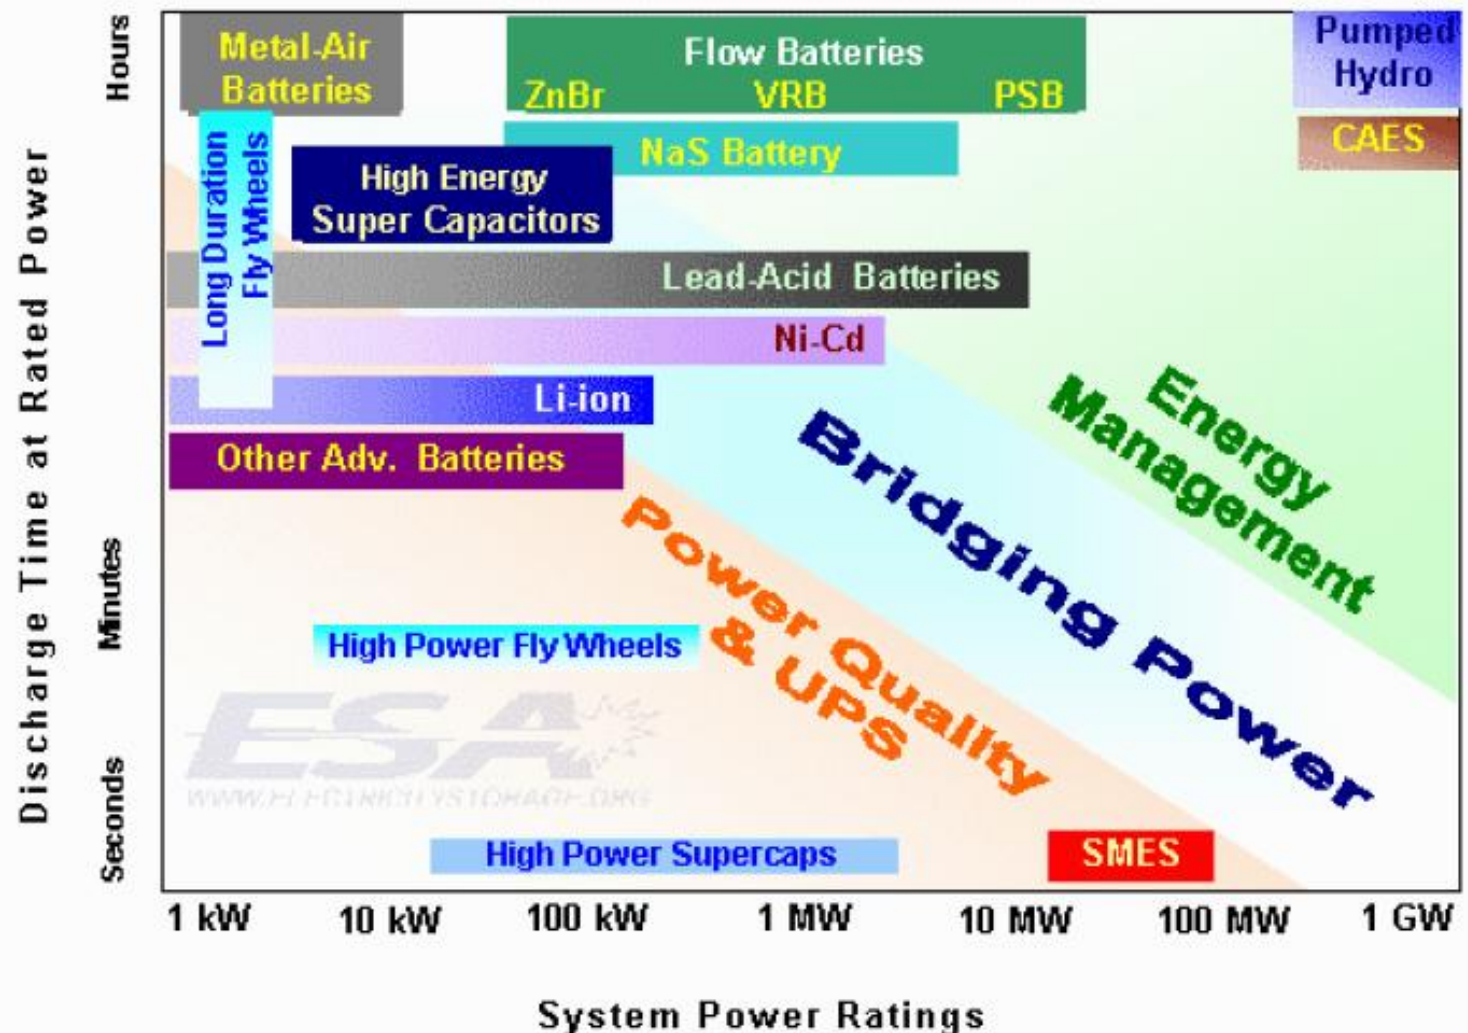 Hours
Minutes
Seconds
Discharge Time at Rated Power
Metal-Air
Batteries
Flow Batteries
ZnBr VRB PSB
Pumped
Hydro
CAES
NaS Battery
Long Duration
Fly Wheels
High Energy
Super Capacitors
Lead-Acid Batteries
Ni-Cd
Li-ion
Other Adv. Batteries
Energy
Management
Bridging Power
Power Quality
& UPS
High Power Fly Wheels
ESA
WWW.ELECTRICITYSTORAGE.ORG
High Power Supercaps
SMES
1 kW 10 kW 100 kW 1 MW 10 MW 100 MW 1 GW
System Power Ratings